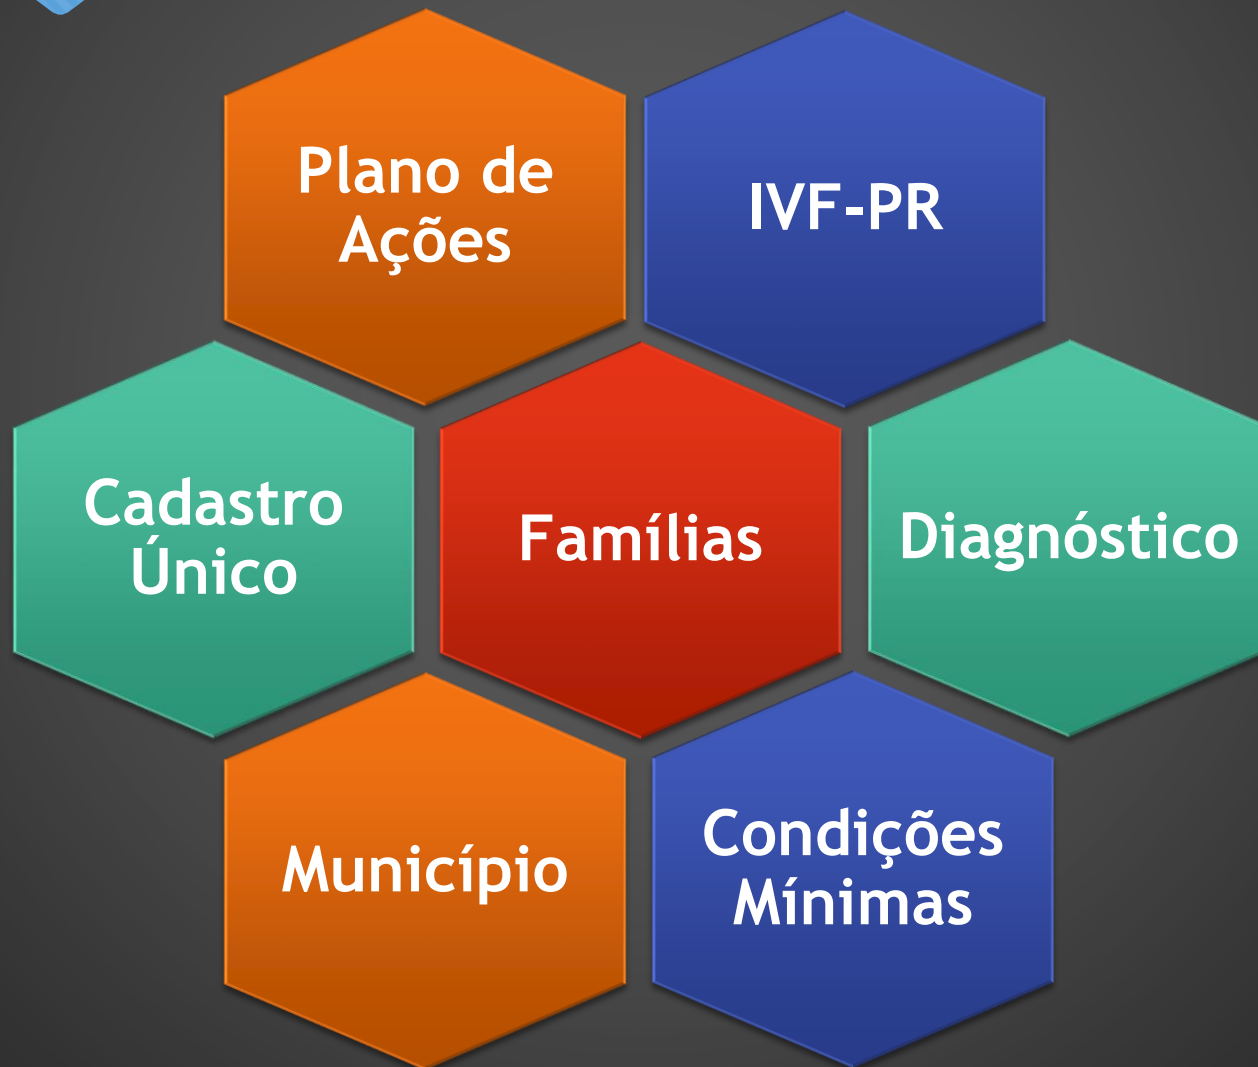 Plano de
Ações
IVF-PR
Cadastro
Único
Famílias
Diagnóstico
Município
Condições
Mínimas